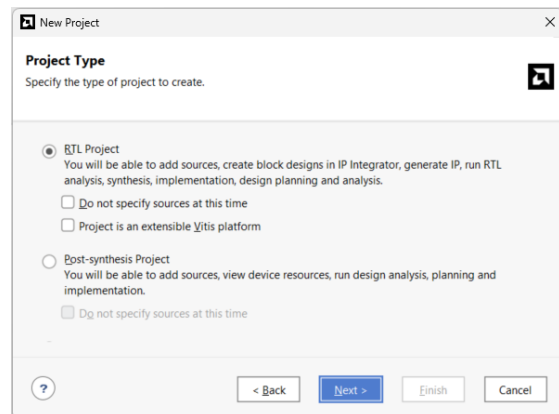 New Project
Project Type
Specify the type of project to create.
RTL Project
You will be able to add sources, create block designs in IP Integrator, generate IP, run RTL
analysis, synthesis, implementation, design planning and analysis.
Do not specify sources at this time
Project is an extensible Vitis platform
Post-synthesis Project
You will be able to add sources, view device resources, run design analysis, planning and
implementation.
Do not specify sources at this time
?
< Back
Next >
Finish
Cancel